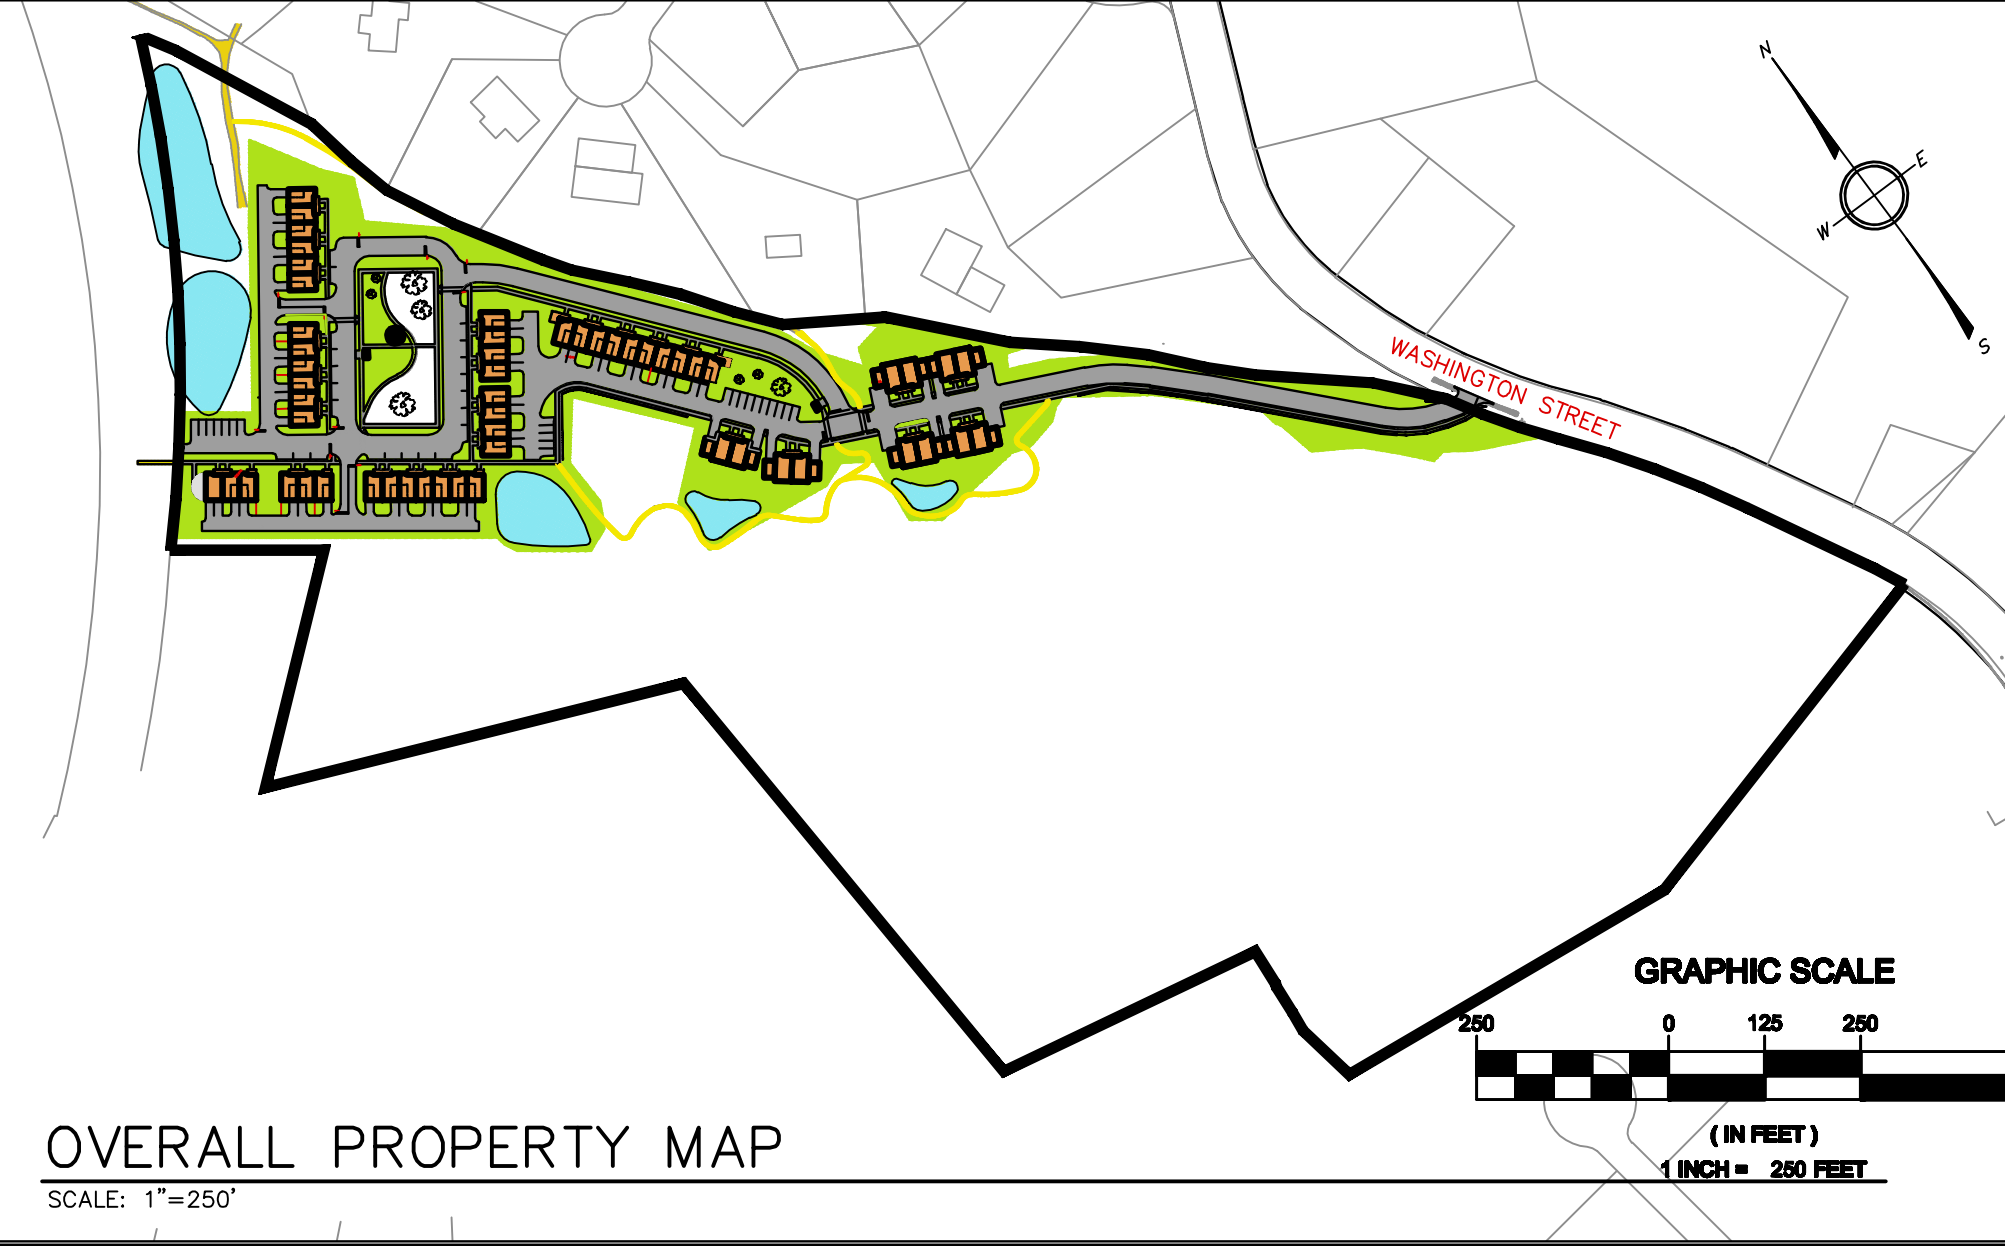 N
E
W
S
WASHINGTON STREET
GRAPHIC SCALE
250 0 125 250
( IN FEET )
1 INCH = 250 FEET
OVERALL PROPERTY MAP
SCALE: 1"=250'